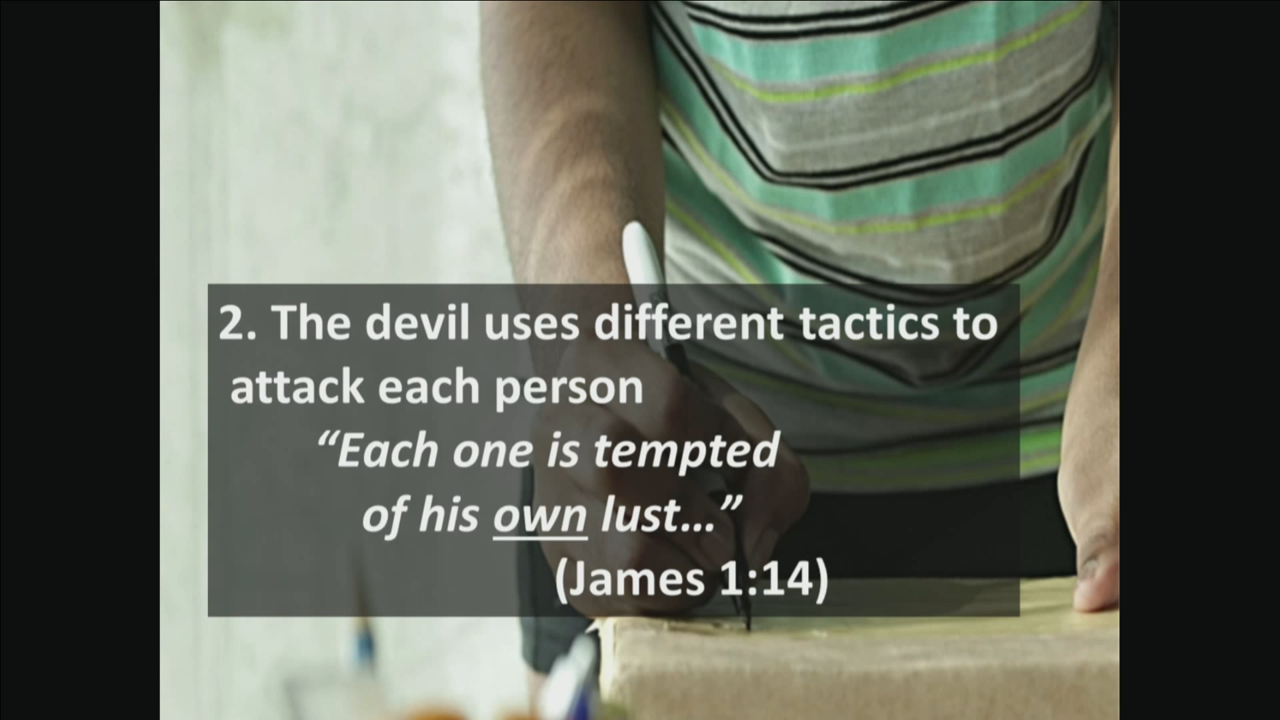 2. The devil uses different tactics to
attack each person
“Each one is tempted
of his own lust…”
(James 1:14)